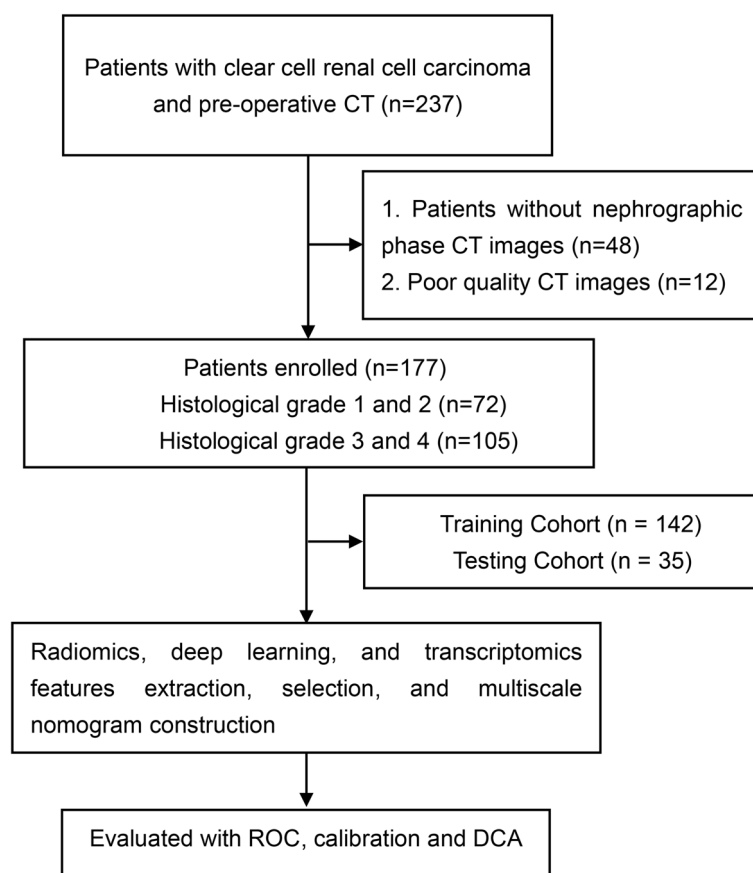 Patients with clear cell renal cell carcinoma
and pre-operative CT (n=237)
1. Patients without nephrographic
phase CT images (n=48)
2. Poor quality CT images (n=12)
Patients enrolled (n=177)
Histological grade 1 and 2 (n=72)
Histological grade 3 and 4 (n=105)
Training Cohort (n = 142)
Testing Cohort (n = 35)
Radiomics, deep learning, and transcriptomics
features extraction, selection, and multiscale
nomogram construction
Evaluated with ROC, calibration and DCA